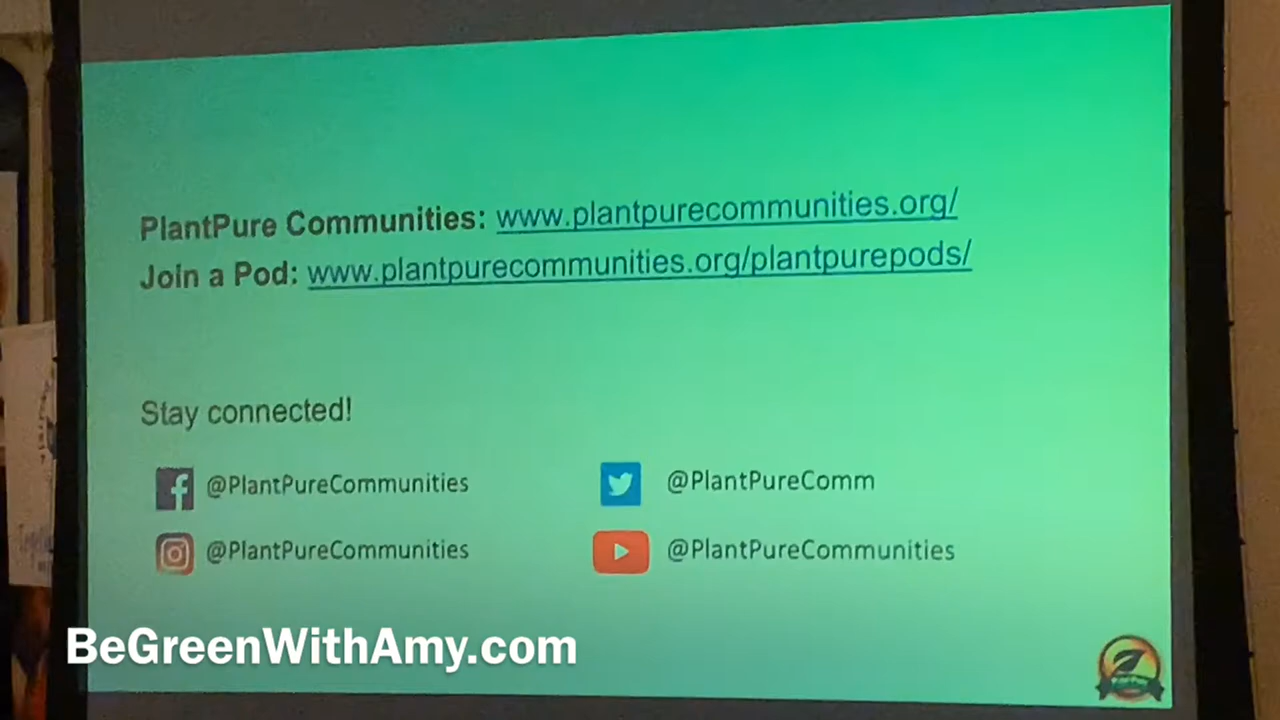 PlantPure Communities: www.plantpurecommunities.org/
Join a Pod: www.plantpurecommunities.org/plantpurepods/
Stay connected!
@PlantPureCommunities
@PlantPureComm
@PlantPureCommunities
@PlantPureCommunities
BeGreenWithAmy.com